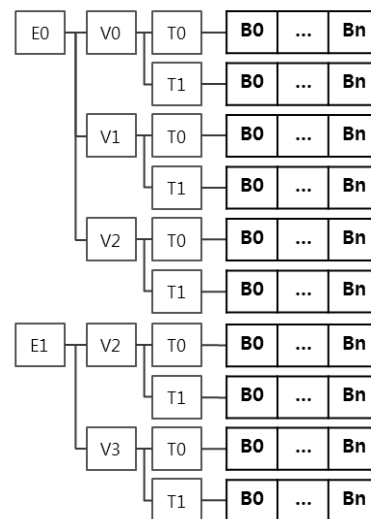 E0 V0 T0 B0 ... Bn
T1 B0 ... Bn
V1 T0 B0 ... Bn
T1 B0 ... Bn
V2 T0 B0 ... Bn
T1 B0 ... Bn
E1 V2 T0 B0 ... Bn
T1 B0 ... Bn
V3 T0 B0 ... Bn
T1 B0 ... Bn